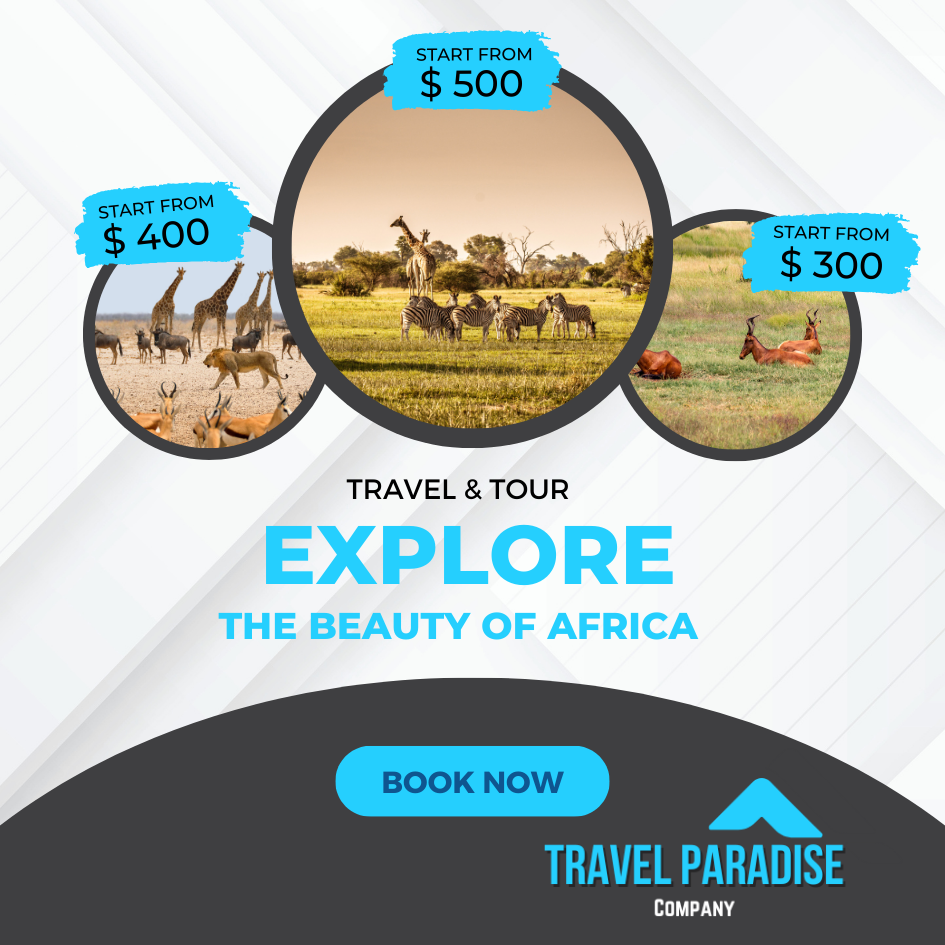 START FROM
$ 500
START FROM
$ 400
START FROM
$ 300
TRAVEL & TOUR
EXPLORE
THE BEAUTY OF AFRICA
BOOK NOW
TRAVEL PARADISE
COMPANY